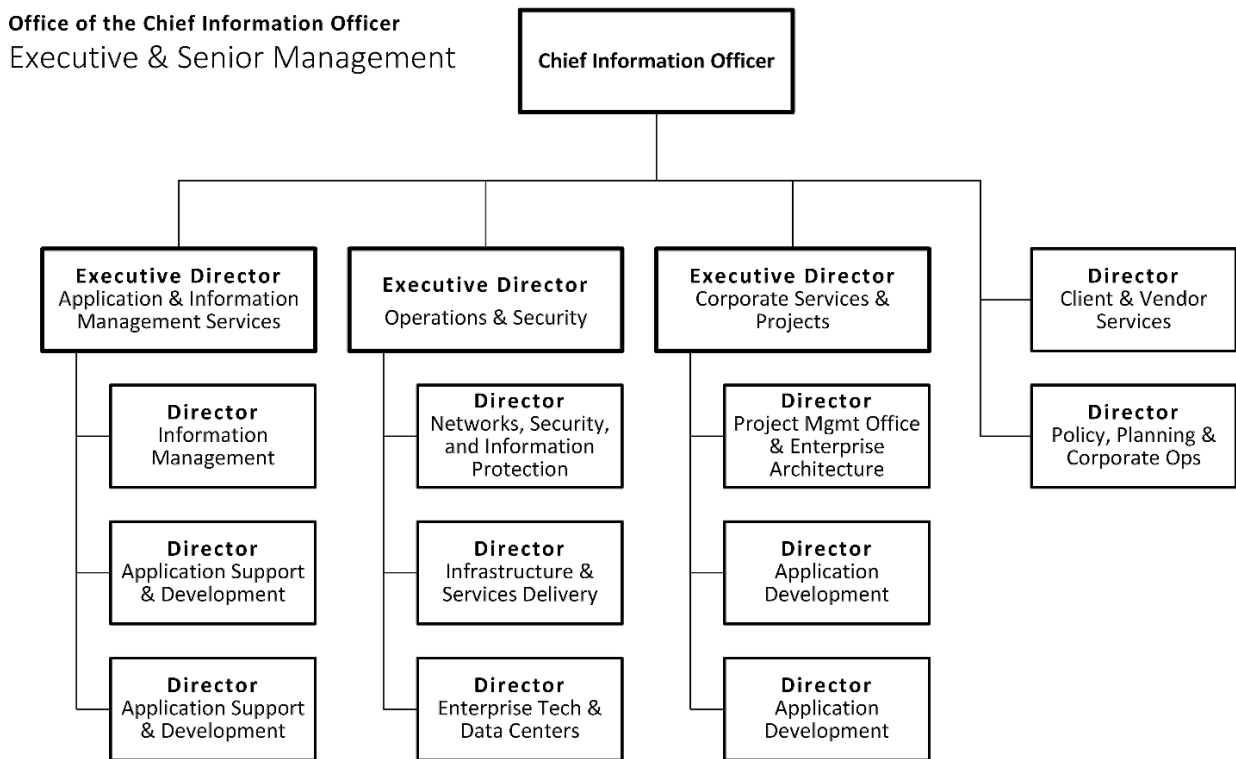 Office of the Chief Information Officer
Executive & Senior Management
Chief Information Officer
Executive Director
Application & Information
Management Services
Executive Director
Operations & Security
Executive Director
Corporate Services &
Projects
Director
Client & Vendor
Services
Director
Information
Management
Director
Networks, Security,
and Information
Protection
Director
Project Mgmt Office
& Enterprise
Architecture
Director
Policy, Planning &
Corporate Ops
Director
Application Support
& Development
Director
Infrastructure &
Services Delivery
Director
Application
Development
Director
Application Support
& Development
Director
Enterprise Tech &
Data Centers
Director
Application
Development